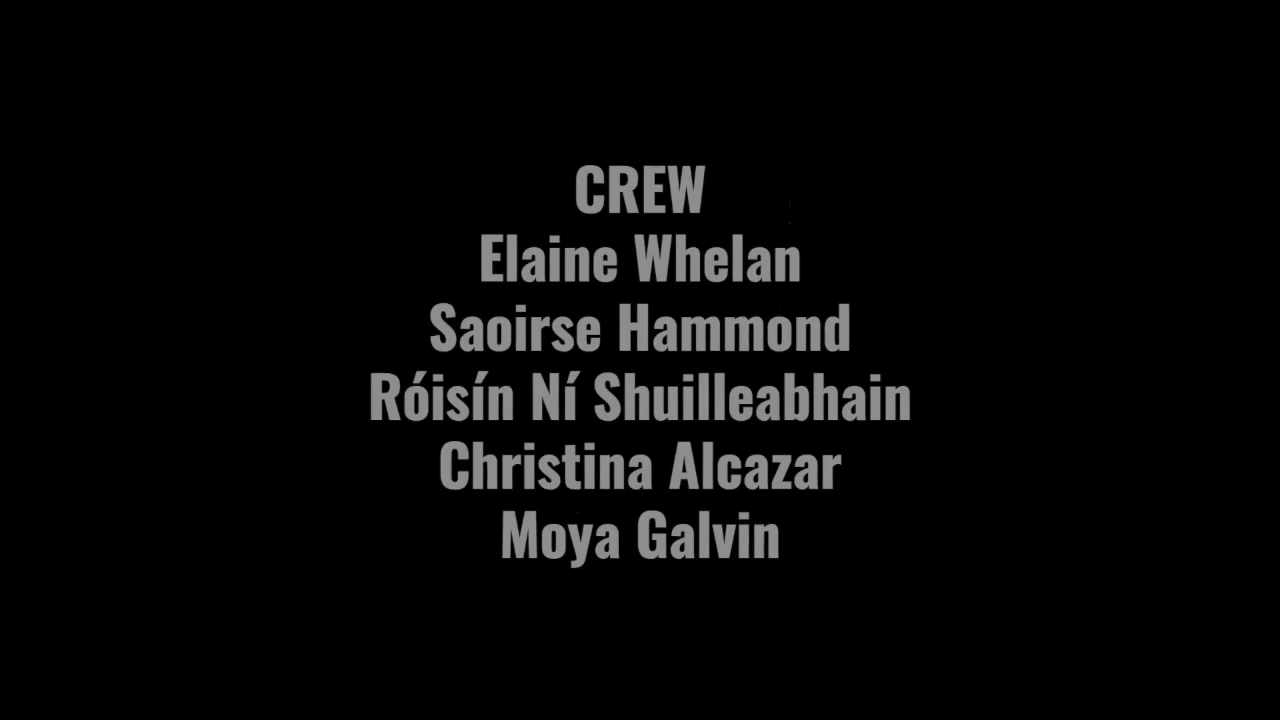 CREW
Elaine Whelan
Saoirse Hammond
Róisín Ní Shuilleabhain
Christina Alcazar
Moya Galvin